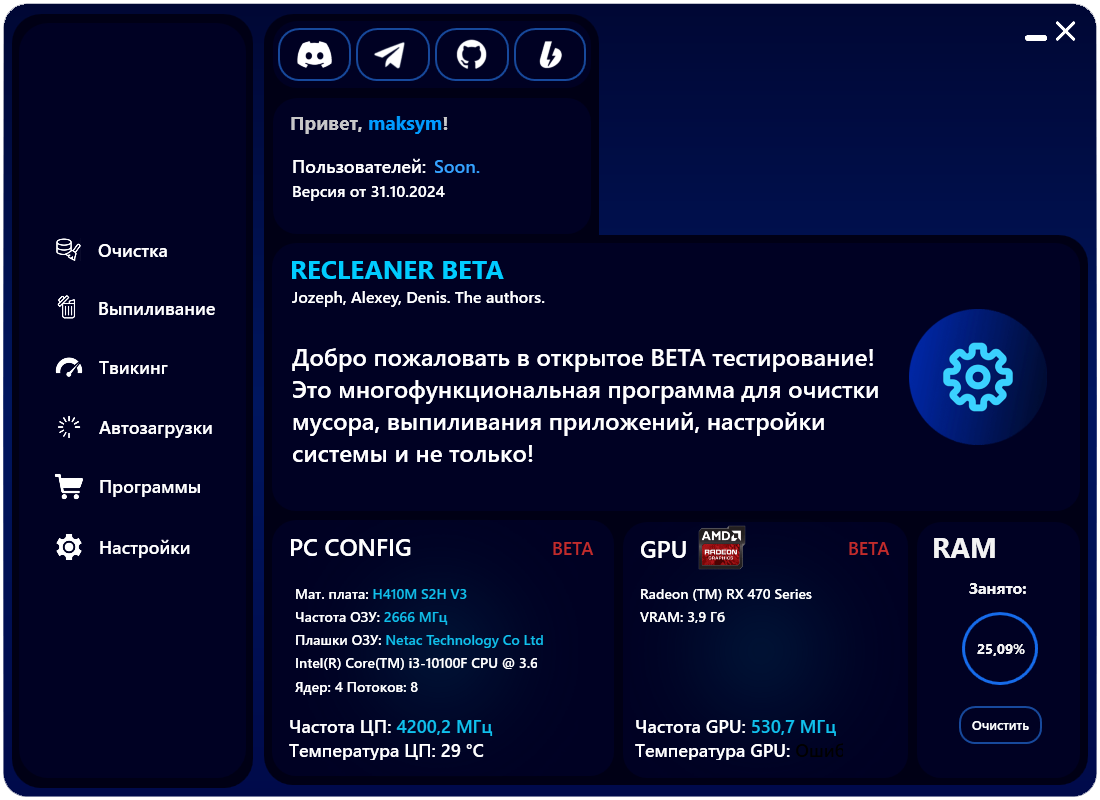 Привет, maksym!
Пользователей: Soon.
Версия от 31.10.2024
Очистка
Выпиливание
Твикинг
Автозагрузки
Программы
Настройки
RECLEANER BETA
Jozeph, Alexey, Denis. The authors.
Добро пожаловать в открытое BETA тестирование!
Это многофункциональная программа для очистки
мусора, выпиливания приложений, настройки
системы и не только!
PC CONFIG BETA
Мат. плата: H410M S2H V3
Частота ОЗУ: 2666 МГц
Плашки ОЗУ: Netac Technology Co Ltd
Intel(R) Core(TM) i3-10100F CPU @ 3.6
Ядер: 4 Потоков: 8
Частота ЦП: 4200,2 МГц
Температура ЦП: 29 °C
GPU AMD BETA
RADEON
GRAPHICS
Radeon (TM) RX 470 Series
VRAM: 3,9 Гб
Частота GPU: 530,7 МГц
Температура GPU: Ошиб
RAM
Занято:
25,09%
Очистить